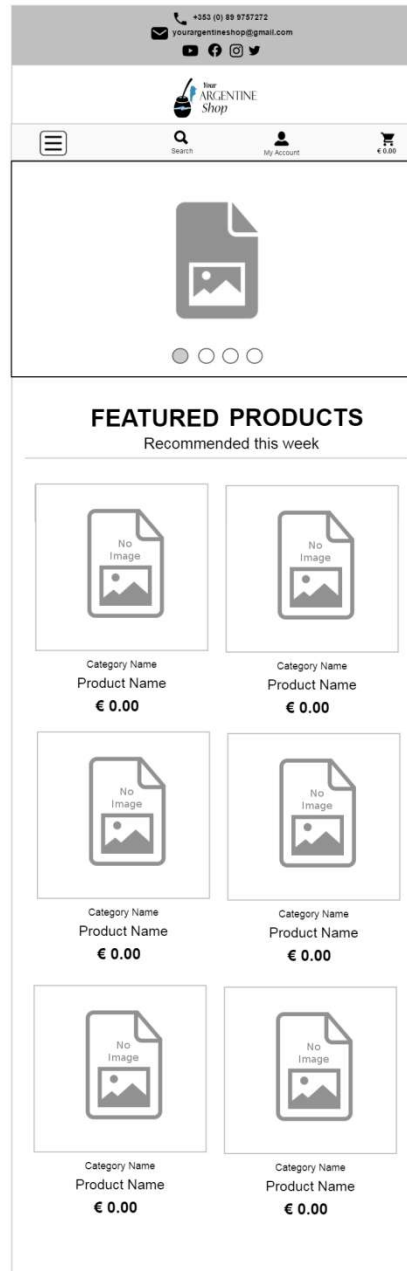 +353 (0) 89 9757272
yourargentineshop@gmail.com
Your
ARGENTINE
Shop
Search
My Account
€ 0.00
FEATURED PRODUCTS
Recommended this week
No
Image
No
Image
Category Name
Product Name
€ 0.00
Category Name
Product Name
€ 0.00
No
Image
No
Image
Category Name
Product Name
€ 0.00
Category Name
Product Name
€ 0.00
No
Image
No
Image
Category Name
Product Name
€ 0.00
Category Name
Product Name
€ 0.00